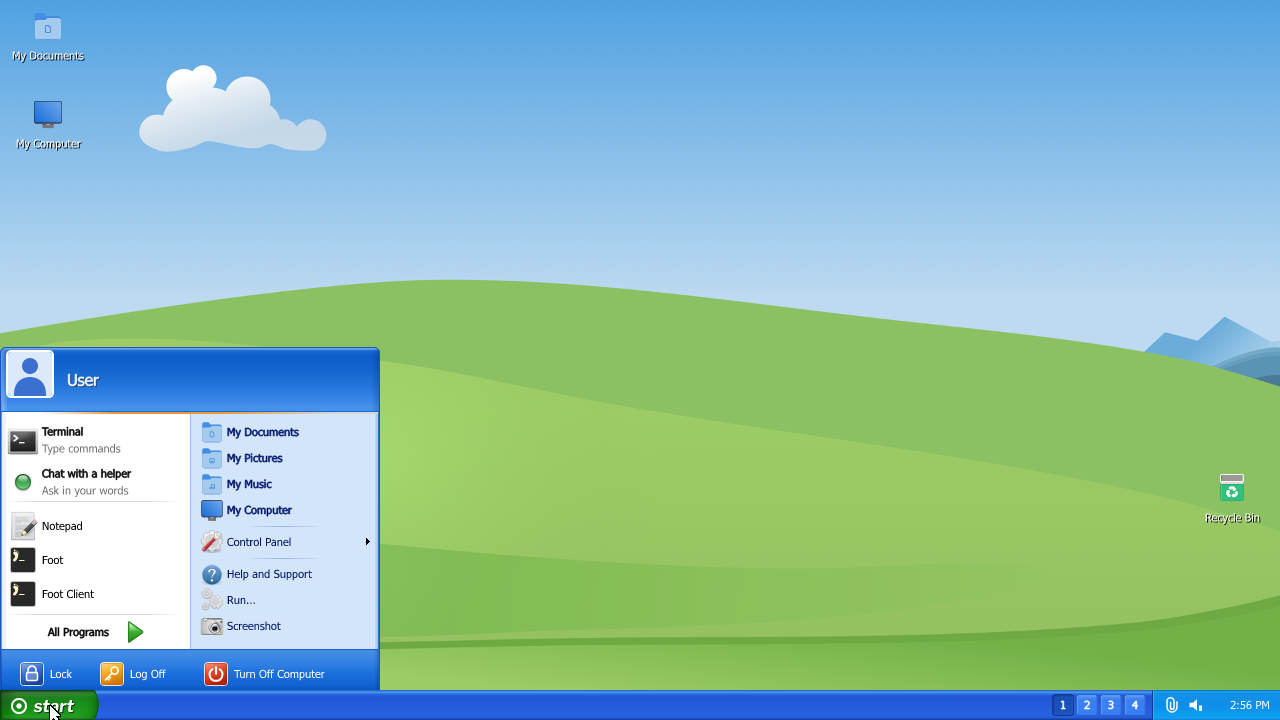 My Documents
My Computer
Recycle Bin
User
Terminal
Type commands
Chat with a helper
Ask in your words
Notepad
Foot
Foot Client
All Programs
My Documents
My Pictures
My Music
My Computer
Control Panel
Help and Support
Run...
Screenshot
Lock
Log Off
Turn Off Computer
start
1 2 3 4
2:56 PM